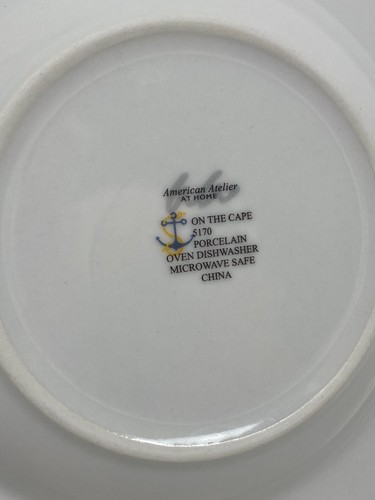 American Atelier
AT HOME
ON THE CAPE
5170
PORCELAIN
OVEN DISHWASHER
MICROWAVE SAFE
CHINA